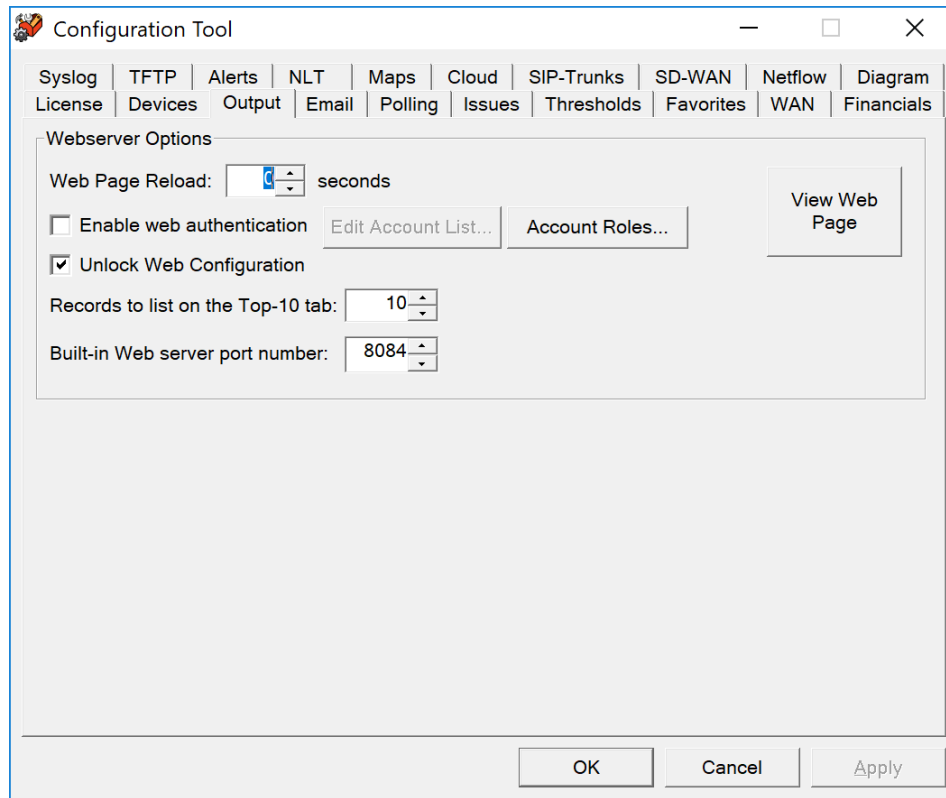 Configuration Tool
Syslog TFTP Alerts NLT Maps Cloud SIP-Trunks SD-WAN Netflow Diagram
License Devices Output Email Polling Issues Thresholds Favorites WAN Financials
Webserver Options
Web Page Reload: 0 seconds
View Web
Page
Enable web authentication Edit Account List... Account Roles...
Unlock Web Configuration
Records to list on the Top-10 tab: 10
Built-in Web server port number: 8084
OK Cancel Apply